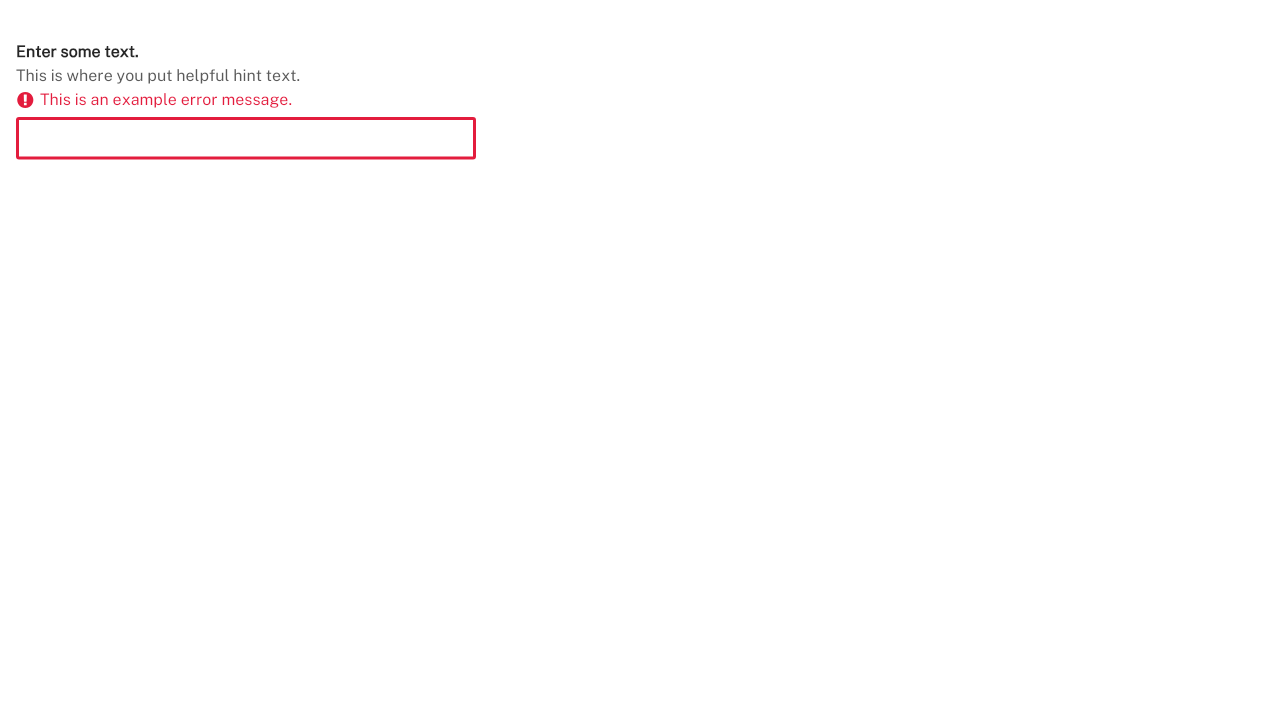 Enter some text.
This is where you put helpful hint text.
This is an example error message.